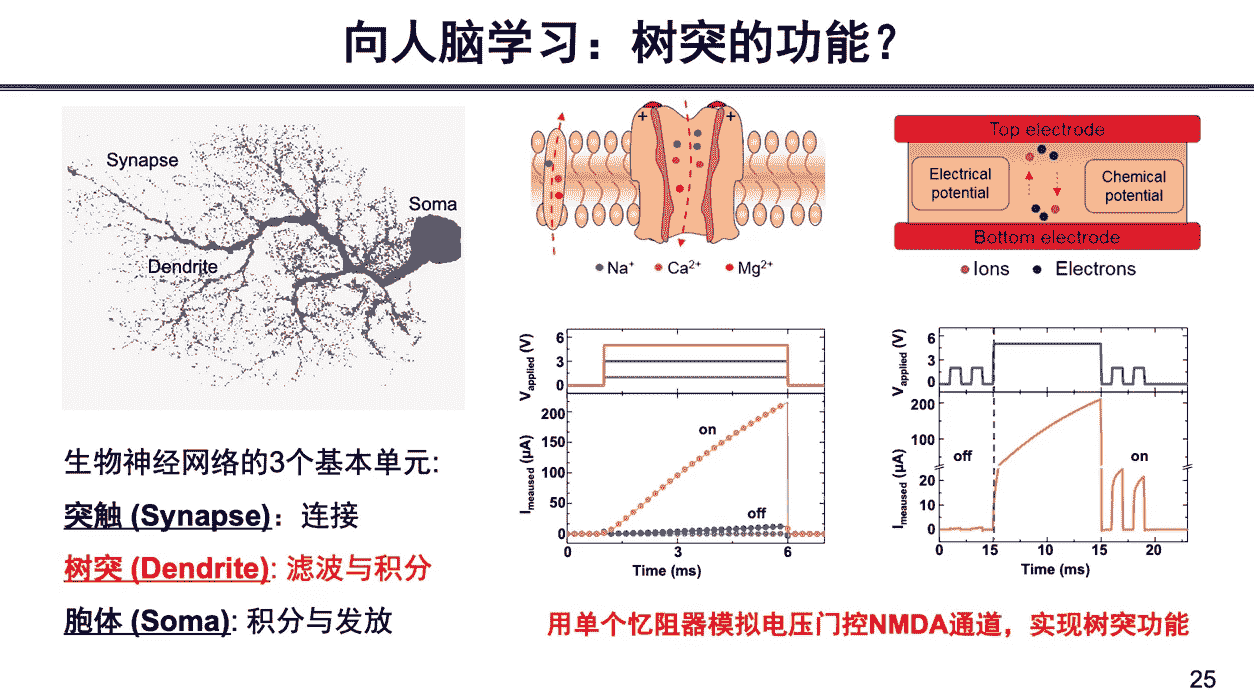 向人脑学习：树突的功能？
Synapse
Soma
Dendrite
生物神经网络的3个基本单元:
突触 (Synapse)：连接
树突 (Dendrite): 滤波与积分
胞体 (Soma): 积分与发放
+ +
Na⁺ Ca²⁺ Mg²⁺
Top electrode
Electrical potential
Chemical potential
Bottom electrode
Ions Electrons
Vapplied (V)
6
3
0
Imeaused (μA)
200
150
100
50
0
on
off
0 3 6
Time (ms)
Vapplied (V)
6
3
0
Imeaused (μA)
200
100
20
10
0
off
on
0 15 10 15 20
Time (ms)
用单个忆阻器模拟电压门控NMDA通道，实现树突功能
25